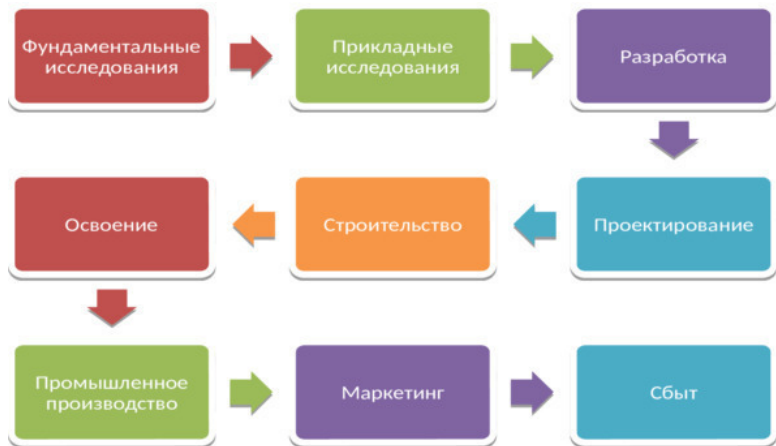 Фундаментальные
исследования
Прикладные
исследования
Разработка
Проектирование
Строительство
Освоение
Промышленное
производство
Маркетинг
Сбыт